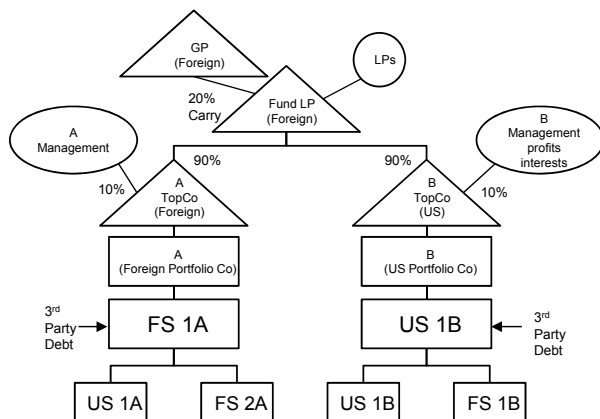 GP
(Foreign)
LPs
20%
Carry
Fund LP
(Foreign)
A
Management
B
Management
profits
interests
90%
90%
10%
10%
A
TopCo
(Foreign)
B
TopCo
(US)
A
(Foreign Portfolio Co)
B
(US Portfolio Co)
3rd
Party
Debt
FS 1A
US 1B
3rd
Party
Debt
US 1A
FS 2A
US 1B
FS 1B